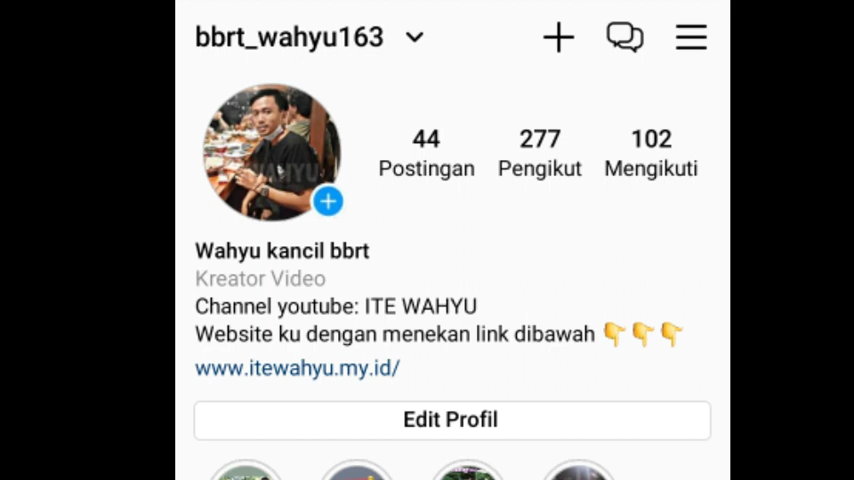 bbrt_wahyu163
44 277 102
Postingan Pengikut Mengikuti
WAHYU
Wahyu kancil bbrt
Kreator Video
Channel youtube: ITE WAHYU
Website ku dengan menekan link dibawah 👇👇👇
www.itewahyu.my.id/
Edit Profil